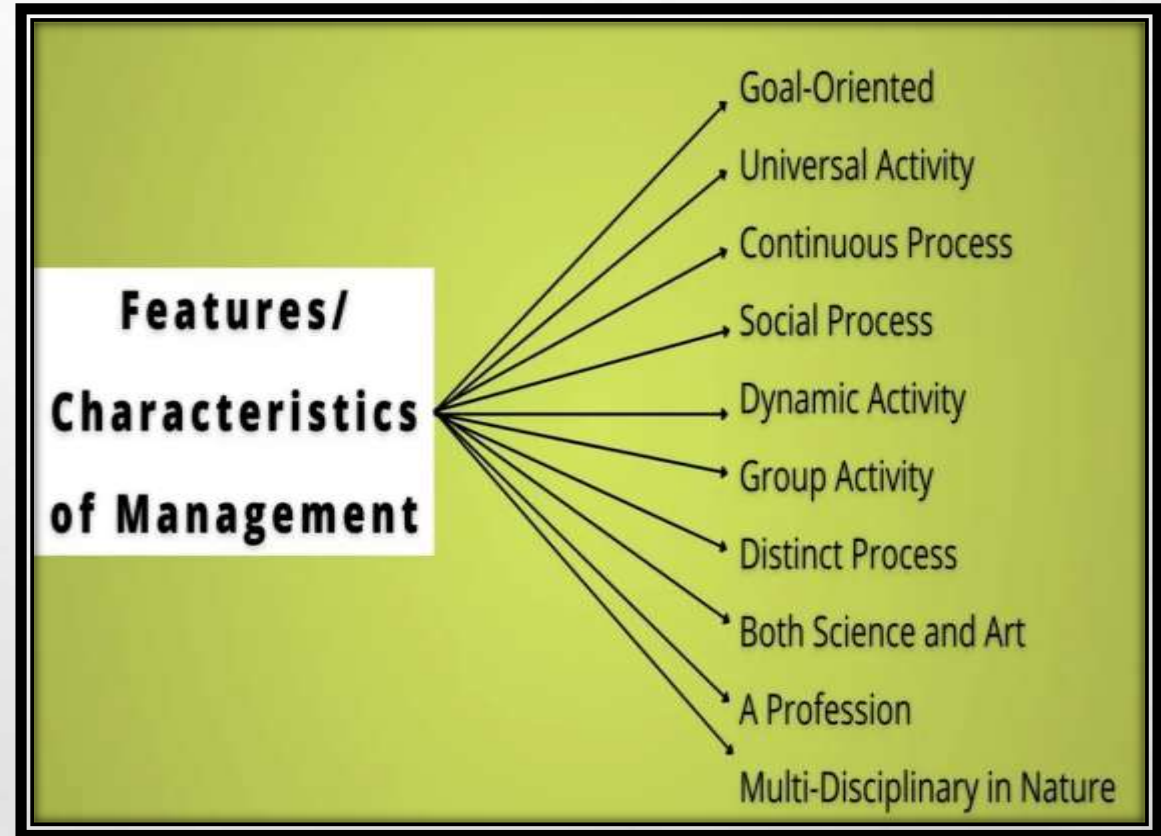 Features/
Characteristics
of Management
Goal-Oriented
Universal Activity
Continuous Process
Social Process
Dynamic Activity
Group Activity
Distinct Process
Both Science and Art
A Profession
Multi-Disciplinary in Nature